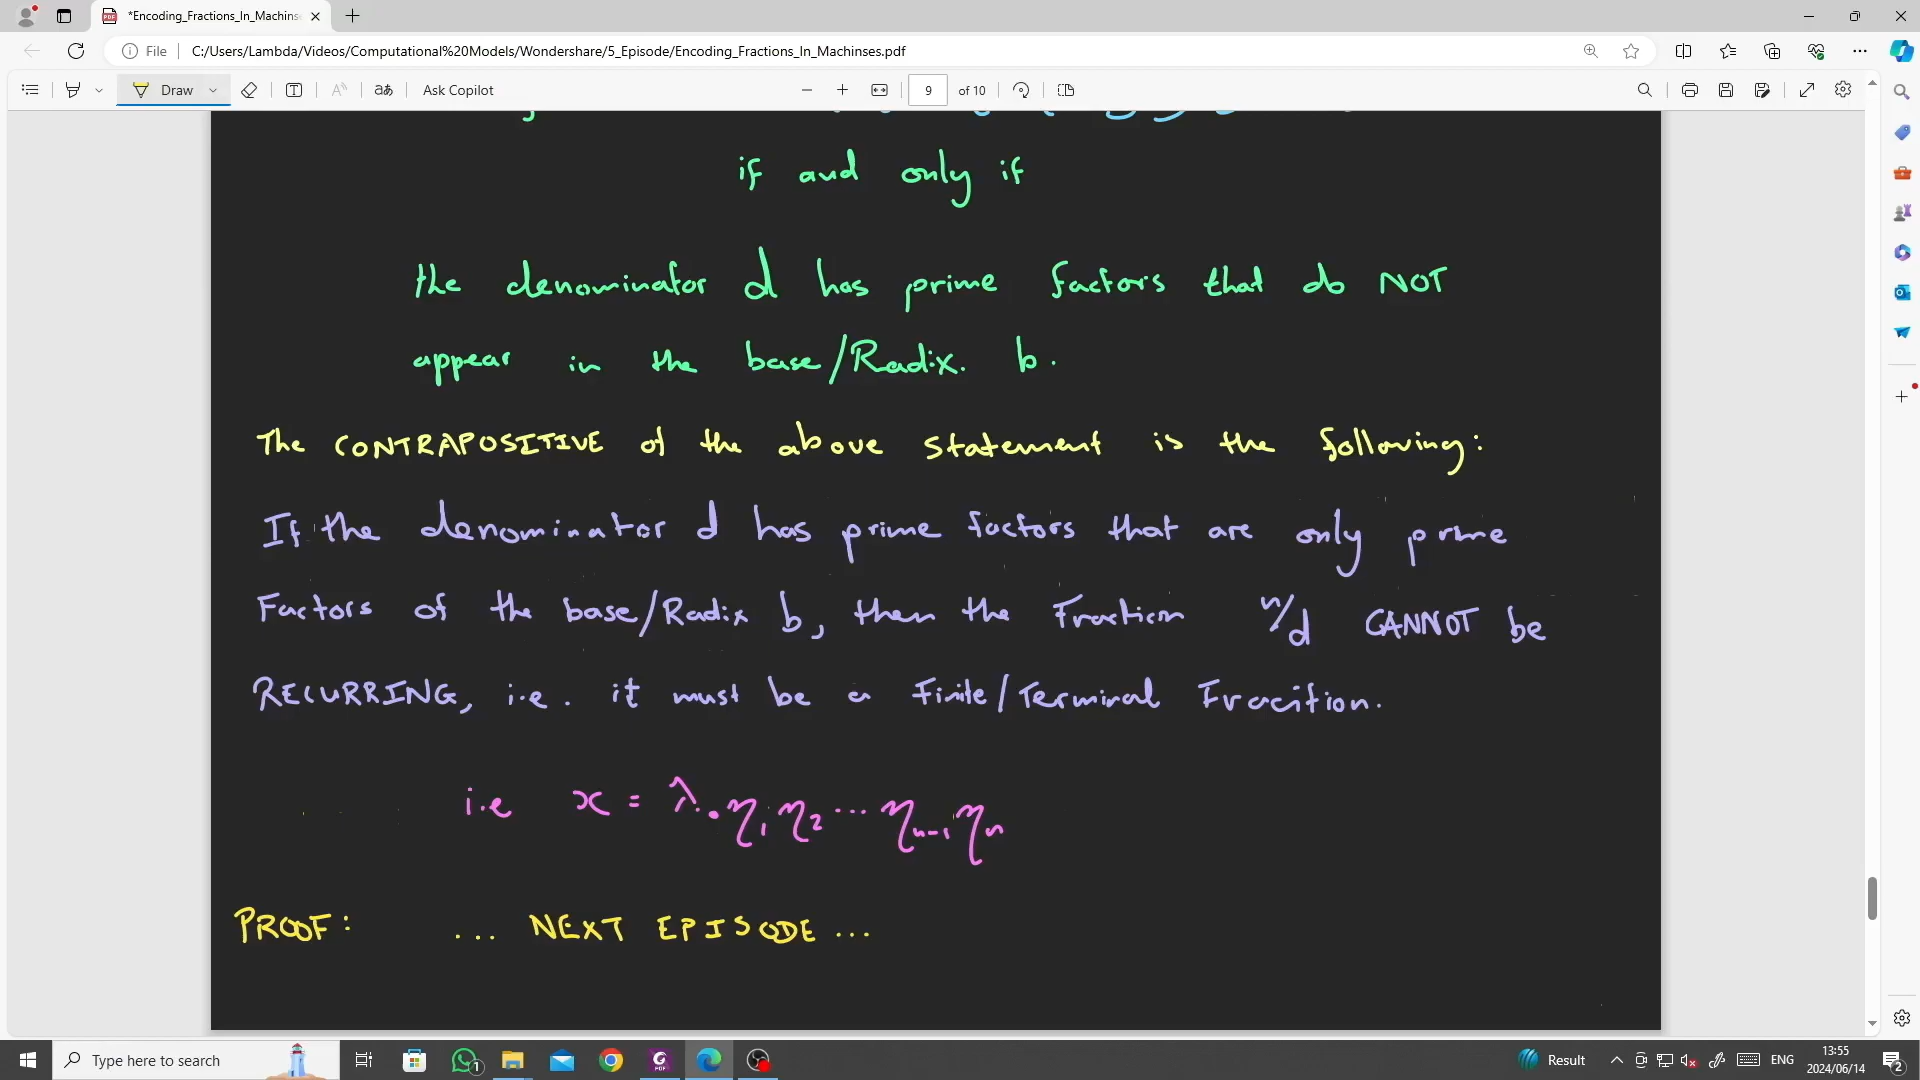 *Encoding_Fractions_In_Machins
File
C:/Users/Lambda/Videos/Computational%20Models/Wondershare/5_Episode/Encoding_Fractions_In_Machinses.pdf
Draw
Ask Copilot
9 of 10
if and only if
the denominator d has prime factors that do NOT
appear in the base/Radix. b.
The CONTRAPOSITIVE of the above statement is the following:
If the denominator d has prime factors that are only prime
Factors of the base/Radix b, then the Fraction n/d CANNOT be
RECURRING, i.e. it must be a Finite/Terminal Fracition.
i.e x = λ.η₁η₂...ηₙ₋₁ηₙ
PROOF: ... NEXT EPISODE ...
Type here to search
Result
ENG
13:55
2024/06/14